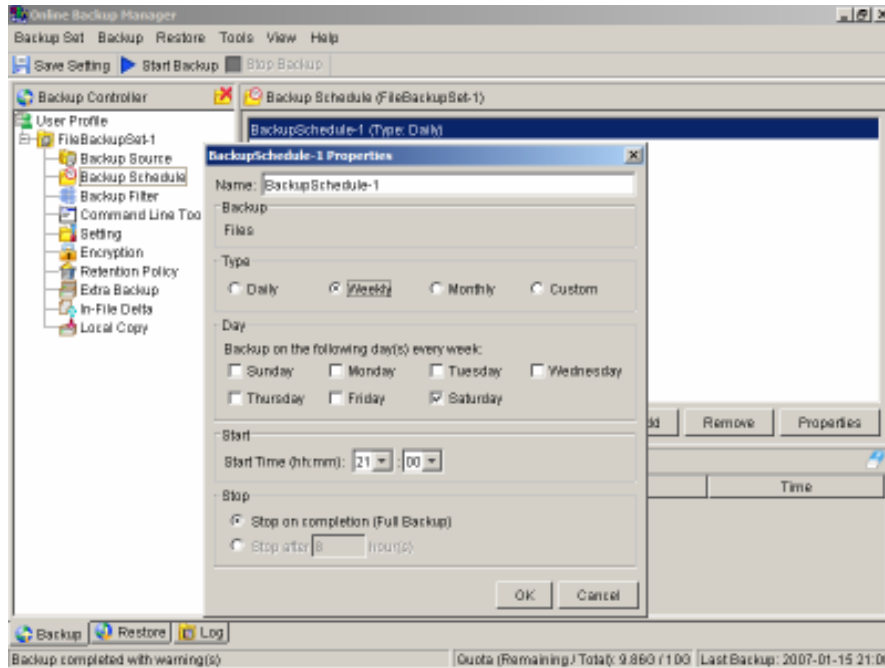 Online Backup Manager
Backup Set Backup Restore Tools View Help
Save Setting Start Backup Stop Backup
Backup Controller
Backup Schedule (FileBackupSet-1)
User Profile
FileBackupSet-1
Backup Source
Backup Schedule
Backup Filter
Command Line Too
Setting
Encryption
Retention Policy
Extra Backup
In-File Delta
Local Copy
BackupSchedule-1 (Type: Daily)
BackupSchedule-1 Properties
Name: BackupSchedule-1
Backup
Files
Type
Daily Weekly Monthly Custom
Day
Backup on the following day(s) every week:
Sunday Monday Tuesday Wednesday
Thursday Friday Saturday
Start
Start Time (hh:mm): 21 : 00
Stop
Stop on completion (Full Backup)
Stop after 8 hour(s)
OK Cancel
dd Remove Properties
Time
Backup Restore Log
Backup completed with warning(s)
Quota (Remaining / Total): 9.86G / 10G Last Backup: 2007-01-15 21:0